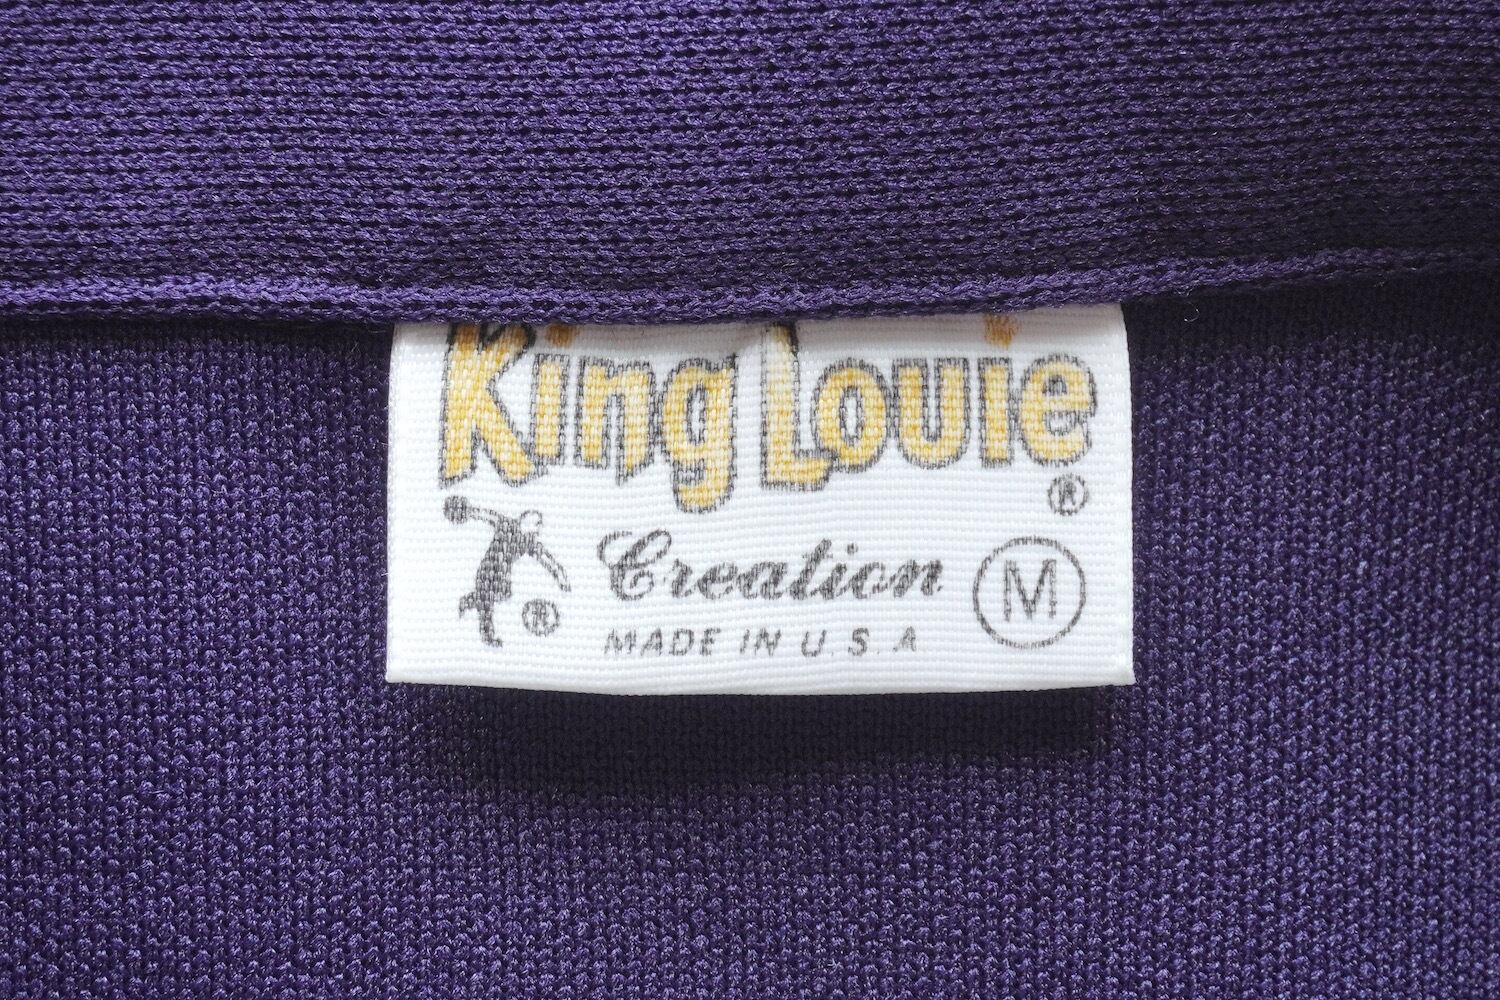 King Louie ®
Creation M
®
MADE IN U.S.A